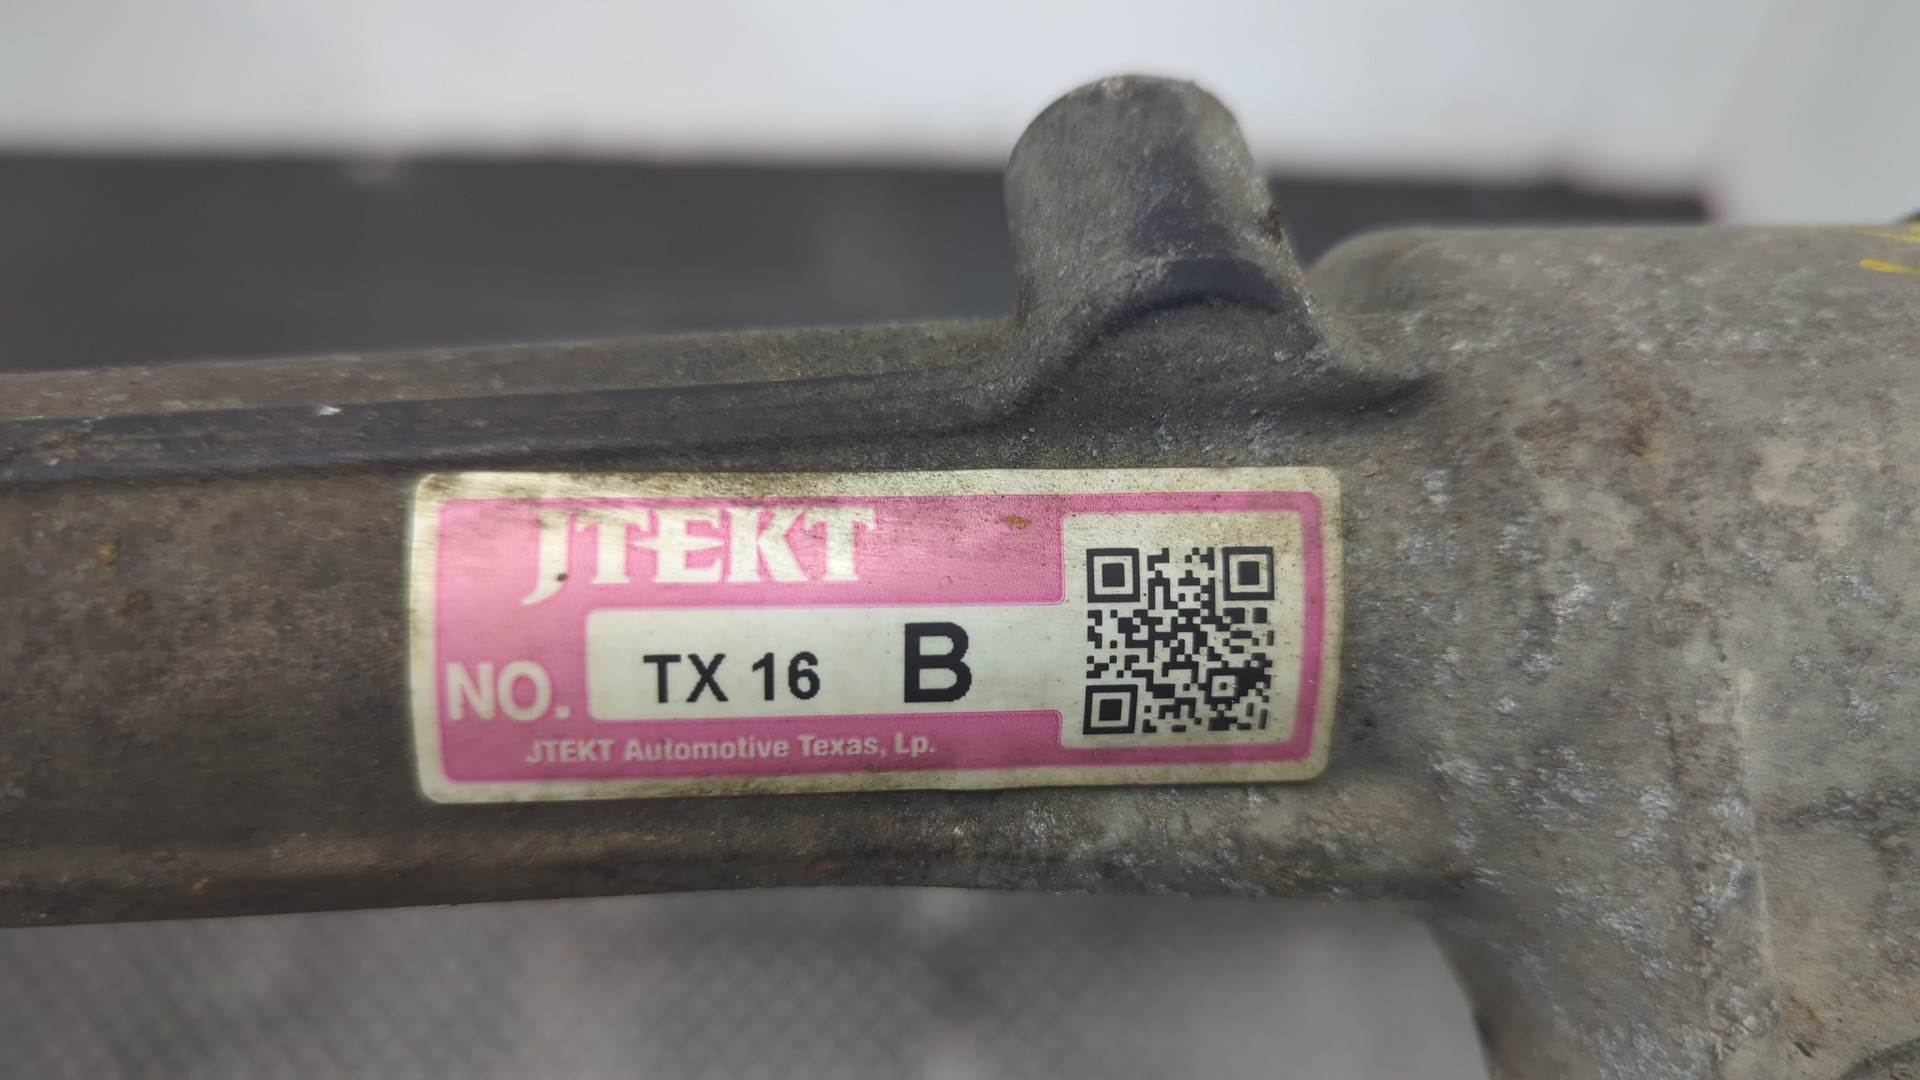 JTEKT
NO. TX 16 B
JTEKT Automotive Texas, Lp.